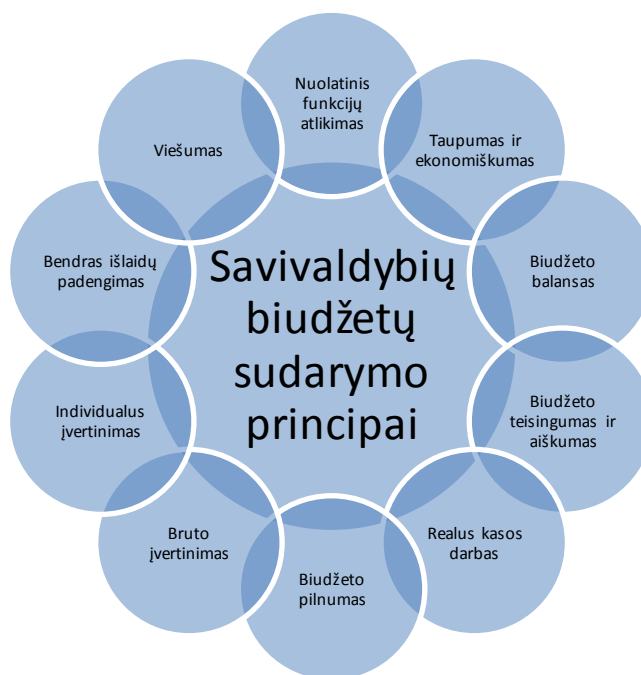 Nuolatinis
funkcijų
atlikimas
Taupumas ir
ekonomiškumas
Biudžeto
balansas
Biudžeto
teisingumas ir
aiškumas
Realus kasos
darbas
Biudžeto
pilnumas
Bruto
įvertinimas
Individualus
įvertinimas
Bendras išlaidų
padengimas
Viešumas
Savivaldybių
biudžetų
sudarymo
principai